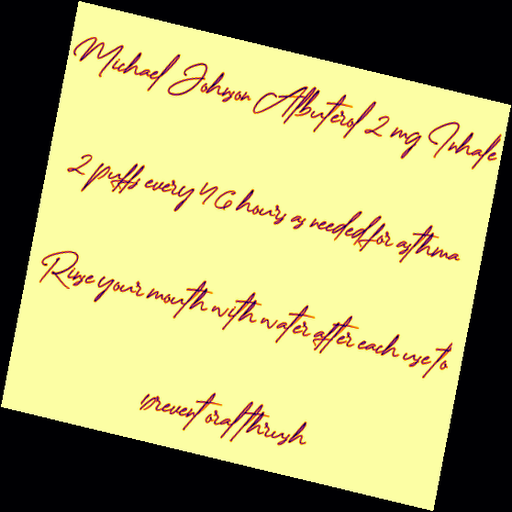 Michael Johnson Albuterol 2 mg Inhale
2 puffs every 4 6 hours as needed for asthma
Rinse your mouth with water after each use to
prevent oral thrush